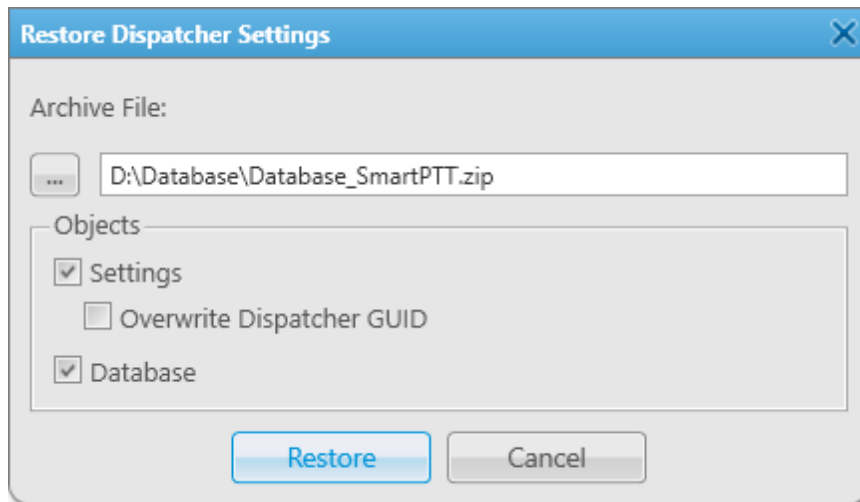 Restore Dispatcher Settings
Archive File:
... D:\Database\Database_SmartPTT.zip
Objects
Settings
Overwrite Dispatcher GUID
Database
Restore Cancel